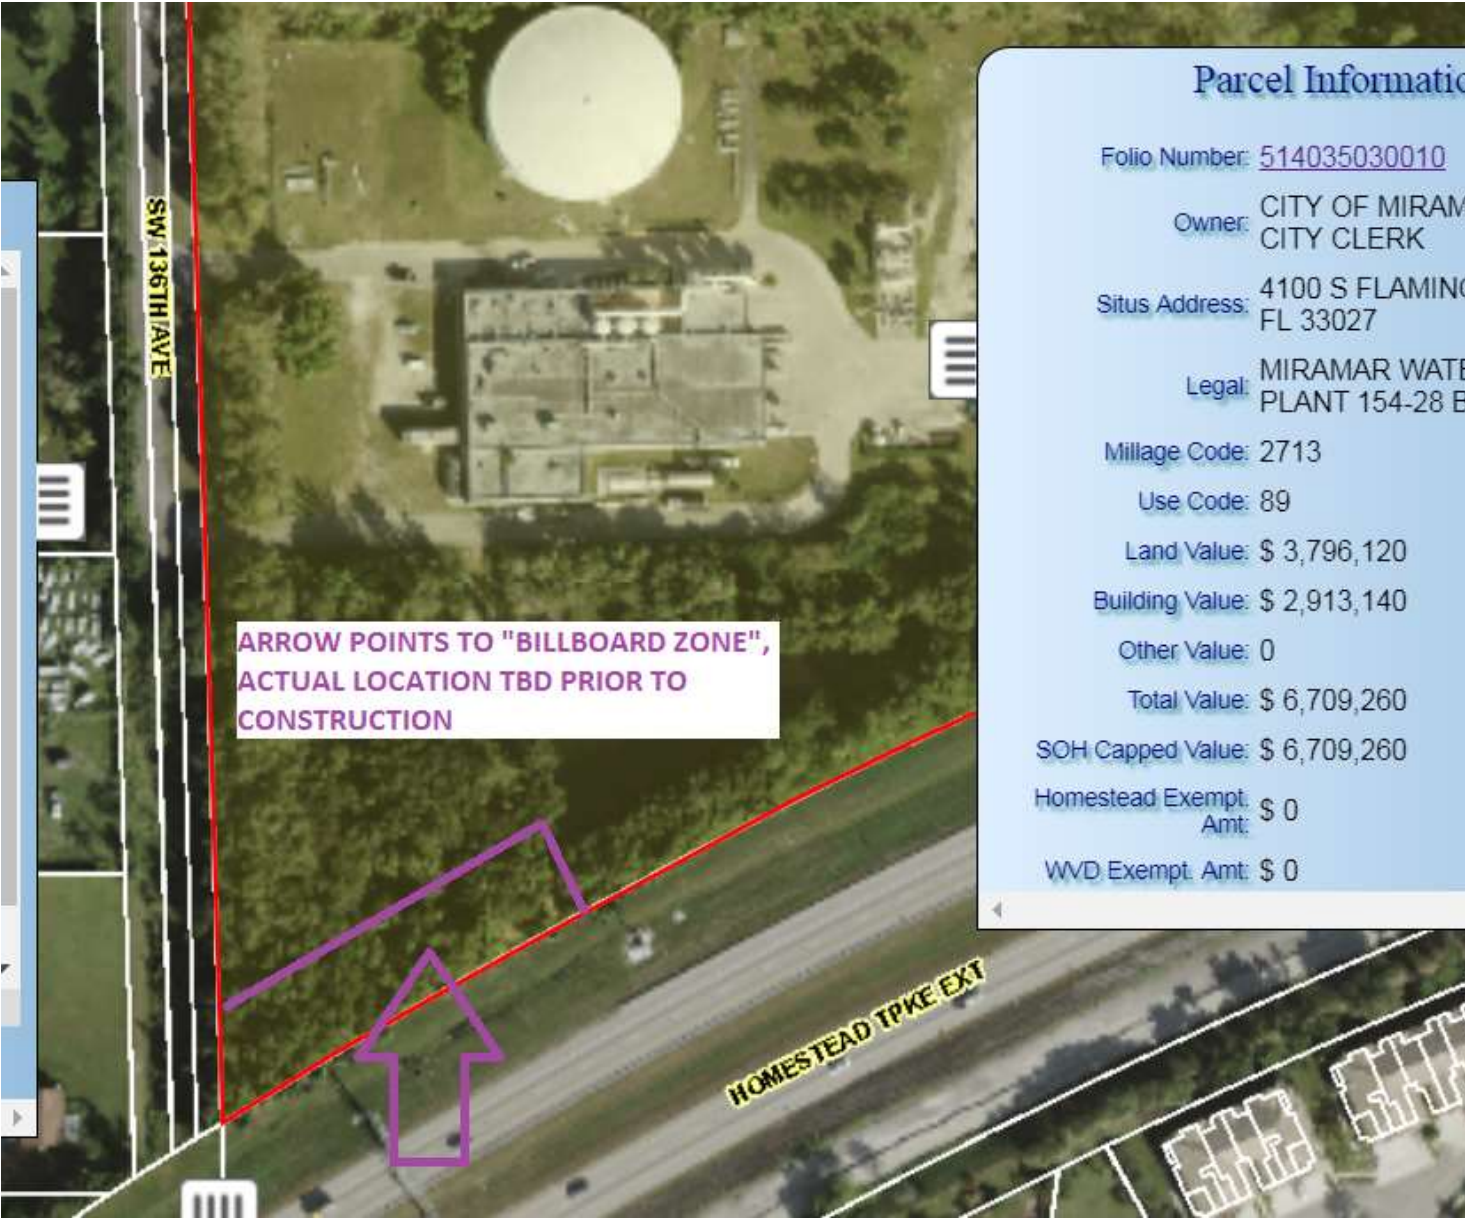 SW 136TH AVE
ARROW POINTS TO "BILLBOARD ZONE",
ACTUAL LOCATION TBD PRIOR TO
CONSTRUCTION
HOMESTEAD TPKE EXT
Parcel Informatio
Folio Number: 514035030010
Owner: CITY OF MIRAM
CITY CLERK
Situs Address: 4100 S FLAMING
FL 33027
Legal: MIRAMAR WATE
PLANT 154-28 B
Millage Code: 2713
Use Code: 89
Land Value: $ 3,796,120
Building Value: $ 2,913,140
Other Value: 0
Total Value: $ 6,709,260
SOH Capped Value: $ 6,709,260
Homestead Exempt.
Amt: $ 0
WVD Exempt. Amt: $ 0